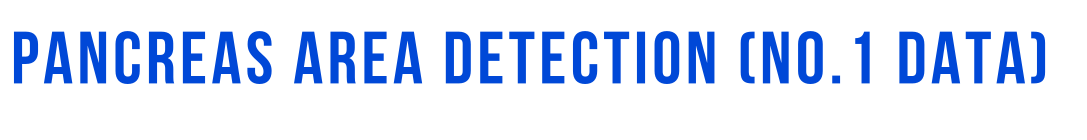 PANCREAS AREA DETECTION (NO.1 DATA)